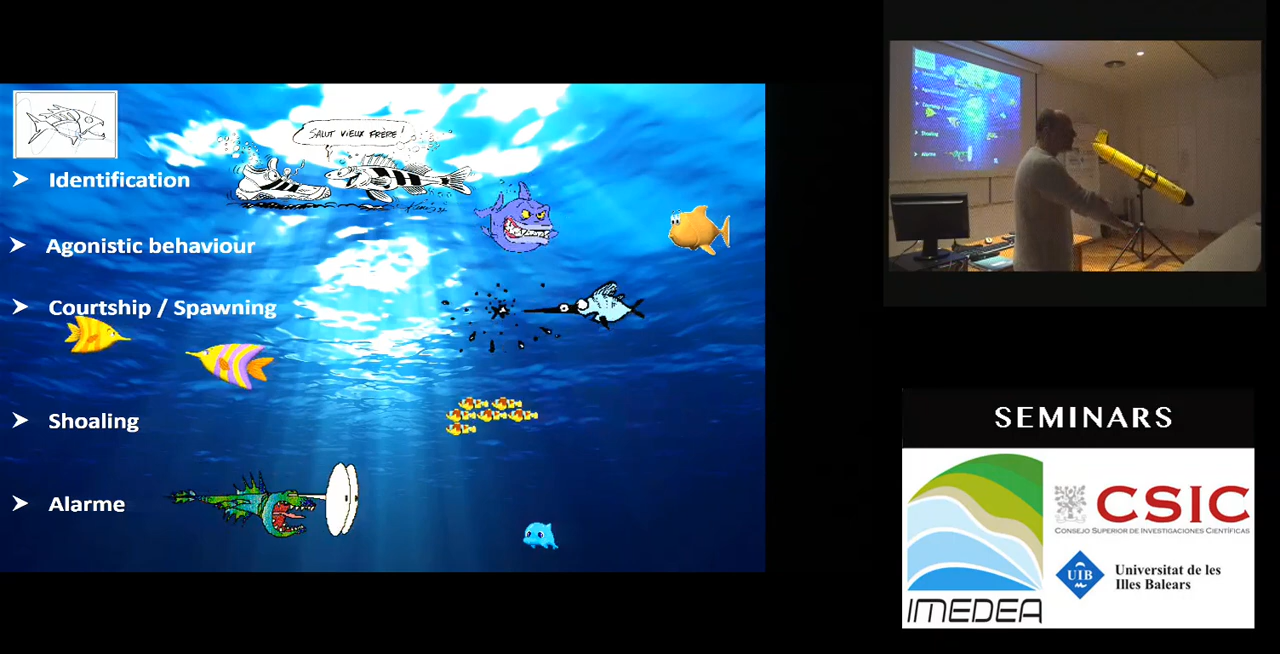 SALUT VIEUX FRÈRE !
Identification
Agonistic behaviour
Courtship / Spawning
Shoaling
Alarme
SEMINARS
CSIC
CONSEJO SUPERIOR DE INVESTIGACIONES CIENTÍFICAS
UIB
Universitat de les
Illes Balears
IMEDEA